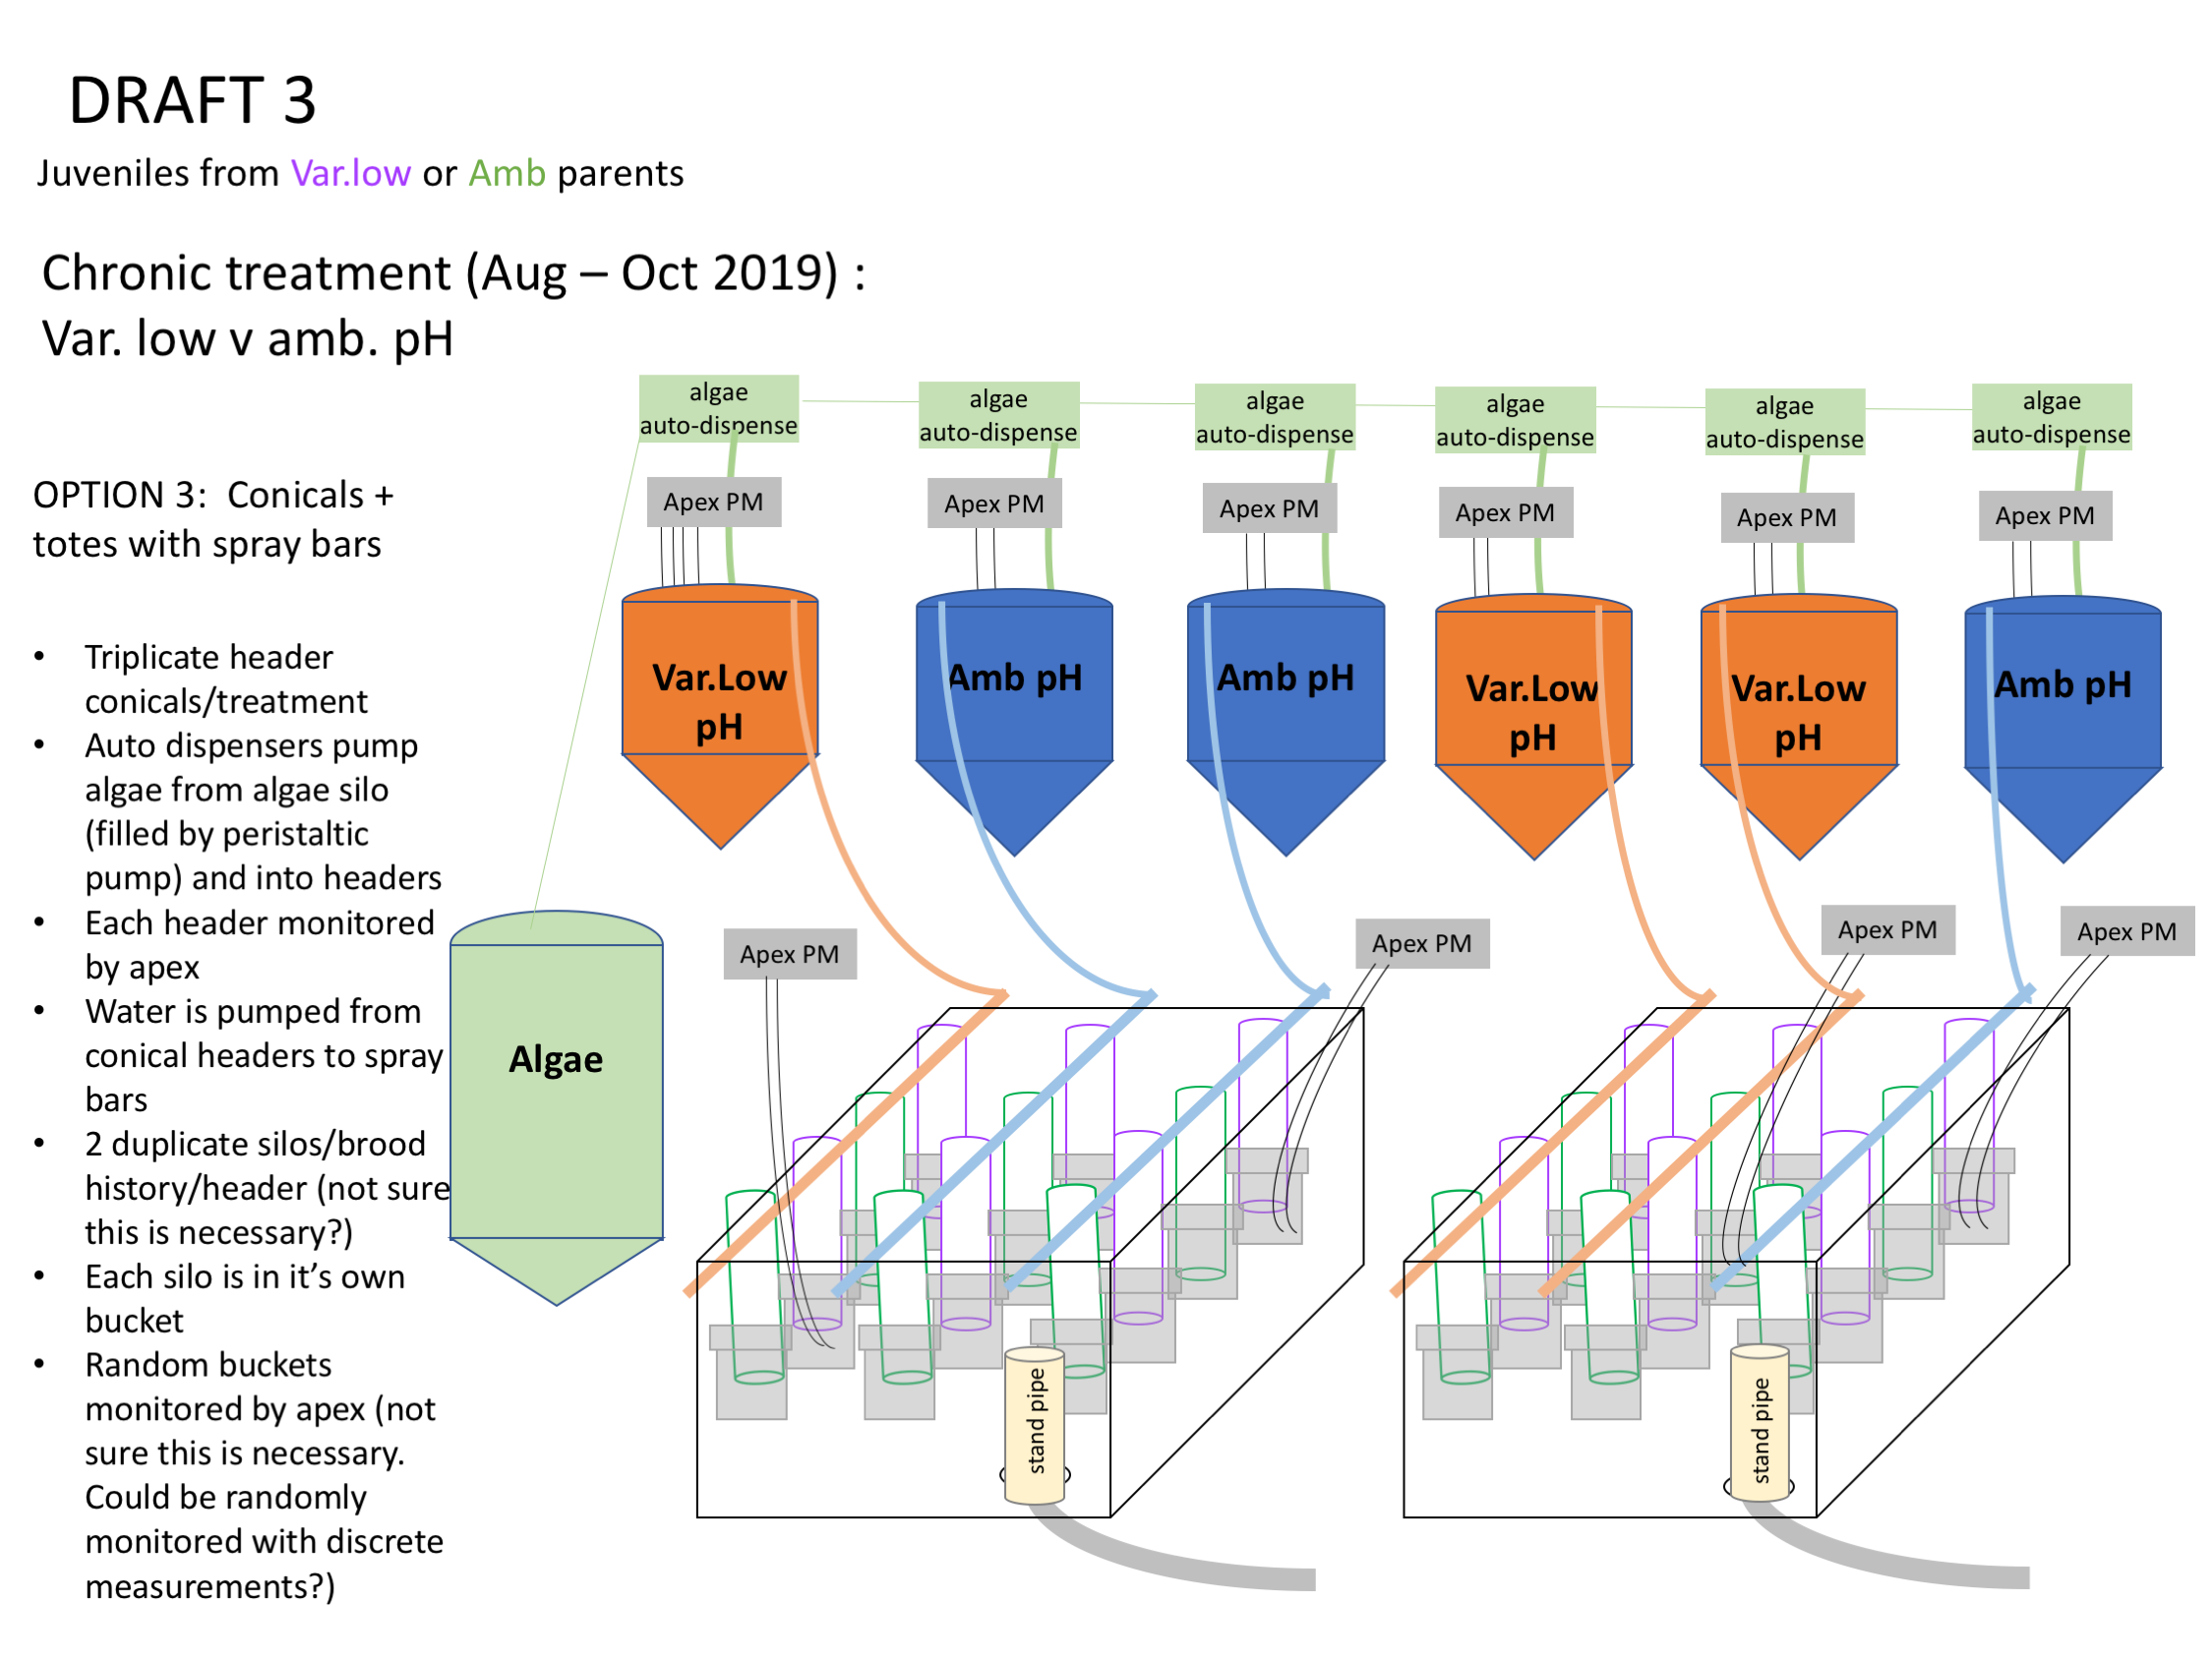 DRAFT 3
Juveniles from Var.low or Amb parents
Chronic treatment (Aug – Oct 2019) :
Var. low v amb. pH
OPTION 3:  Conicals +
totes with spray bars
• Triplicate header
conicals/treatment
• Auto dispensers pump
algae from algae silo
(filled by peristaltic
pump) and into headers
• Each header monitored
by apex
• Water is pumped from
conical headers to spray
bars
• 2 duplicate silos/brood
history/header (not sure
this is necessary?)
• Each silo is in it’s own
bucket
• Random buckets
monitored by apex (not
sure this is necessary.
Could be randomly
monitored with discrete
measurements?)
algae
auto-dispense
algae
auto-dispense
algae
auto-dispense
algae
auto-dispense
algae
auto-dispense
algae
auto-dispense
Apex PM
Apex PM
Apex PM
Apex PM
Apex PM
Apex PM
Var.Low
pH
Amb pH
Amb pH
Var.Low
pH
Var.Low
pH
Amb pH
Algae
Apex PM
Apex PM
Apex PM
Apex PM
stand pipe
stand pipe